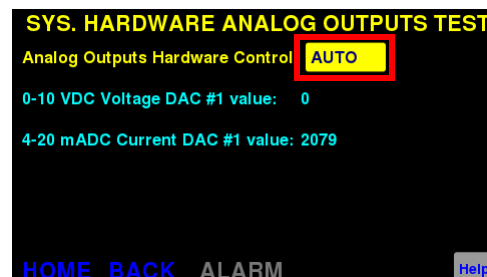 SYS. HARDWARE ANALOG OUTPUTS TEST
Analog Outputs Hardware Control AUTO
0-10 VDC Voltage DAC #1 value: 0
4-20 mADC Current DAC #1 value: 2079
HOME BACK ALARM Help